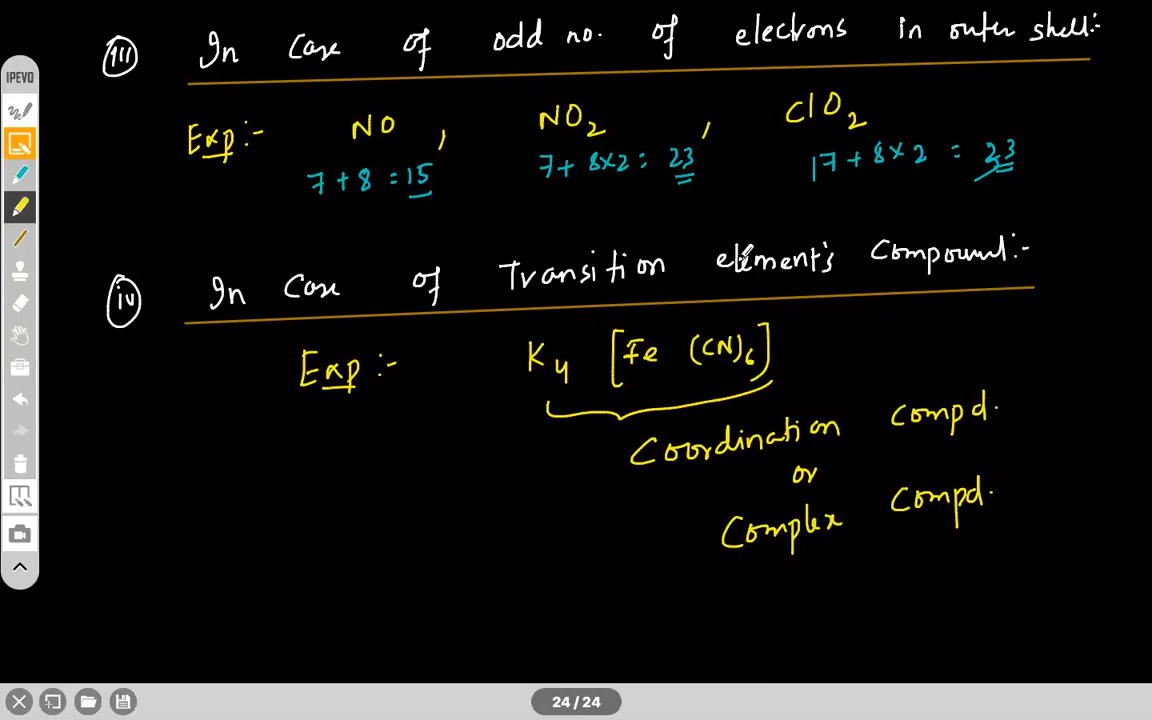 IPEVO
(iii) In Case of odd no. of electrons in outer shell:-
Exp:- NO , NO2 , ClO2
7 + 8 = 15 7 + 8×2 = 23 17 + 8×2 = 23
(iv) In Case of Transition element's Compound:-
Exp:- K4 [Fe (CN)6]
Coordination Compd.
or
Complex Compd.
24 / 24